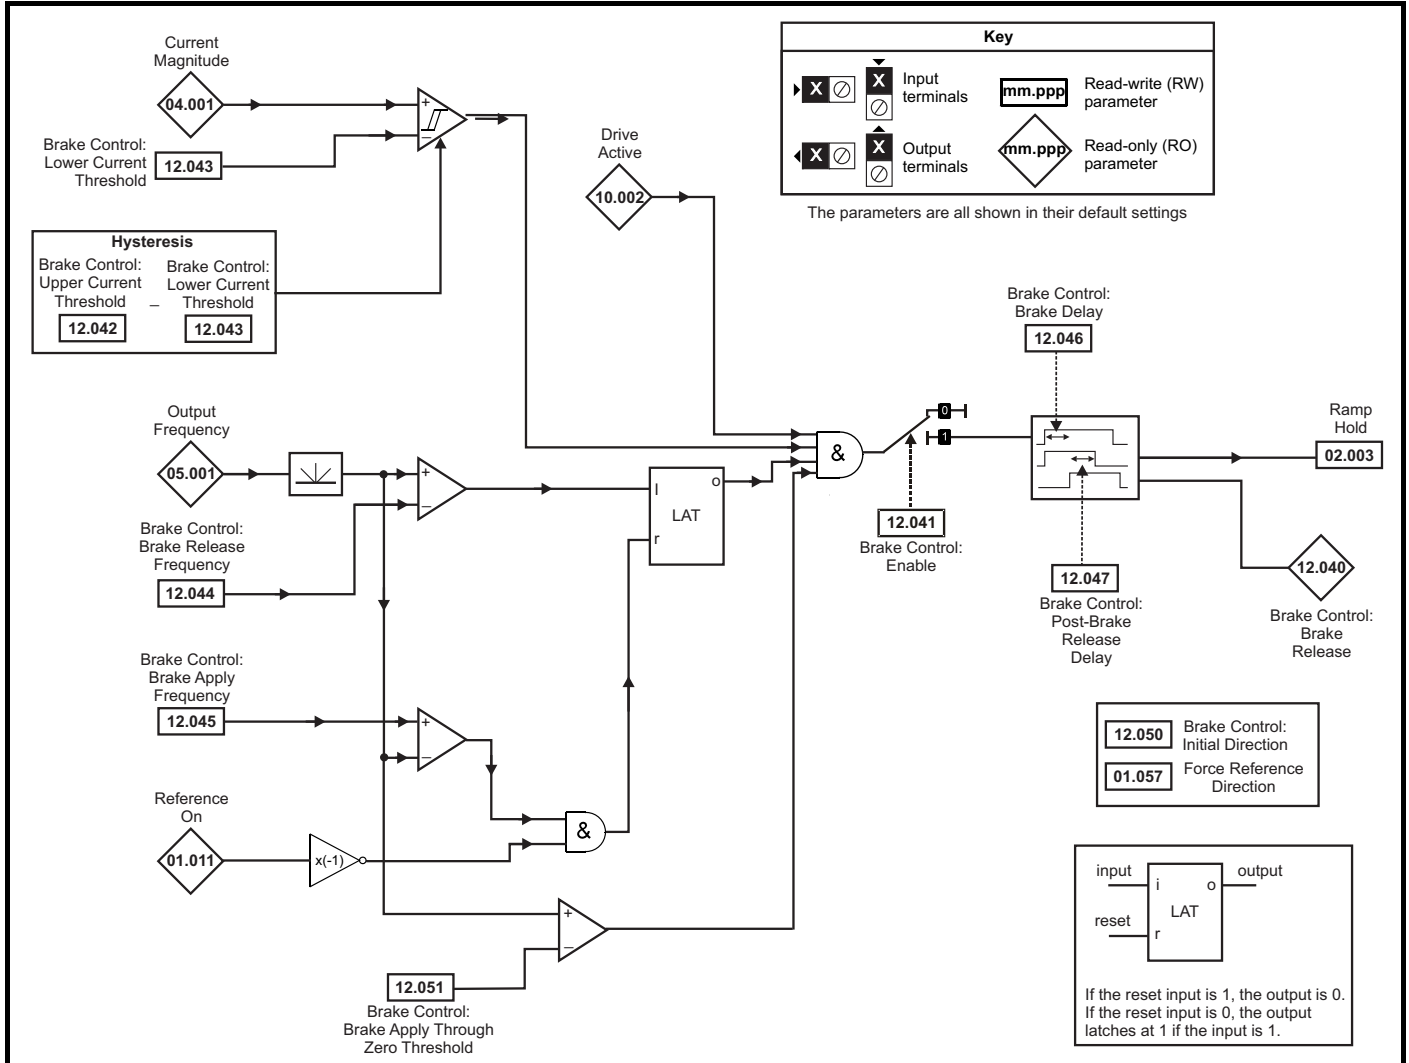 Current
Magnitude
04.001
+
–
Brake Control:
Lower Current
Threshold
12.043
Hysteresis
Brake Control:
Upper Current
Threshold
12.042
–
Brake Control:
Lower Current
Threshold
12.043
Drive
Active
10.002
Key
X
X
Input
terminals
mm.ppp
Read-write (RW)
parameter
X
X
Output
terminals
mm.ppp
Read-only (RO)
parameter
The parameters are all shown in their default settings
Output
Frequency
05.001
+
–
Brake Control:
Brake Release
Frequency
12.044
I
o
LAT
r
&
0
1
12.041
Brake Control:
Enable
Brake Control:
Brake Delay
12.046
12.047
Brake Control:
Post-Brake
Release
Delay
Ramp
Hold
02.003
12.040
Brake Control:
Brake
Release
Brake Control:
Brake Apply
Frequency
12.045
+
–
Reference
On
01.011
x(-1)
&
+
–
12.051
Brake Control:
Brake Apply Through
Zero Threshold
12.050
Brake Control:
Initial Direction
01.057
Force Reference
Direction
input
i
o
output
LAT
reset
r
If the reset input is 1, the output is 0.
If the reset input is 0, the output
latches at 1 if the input is 1.